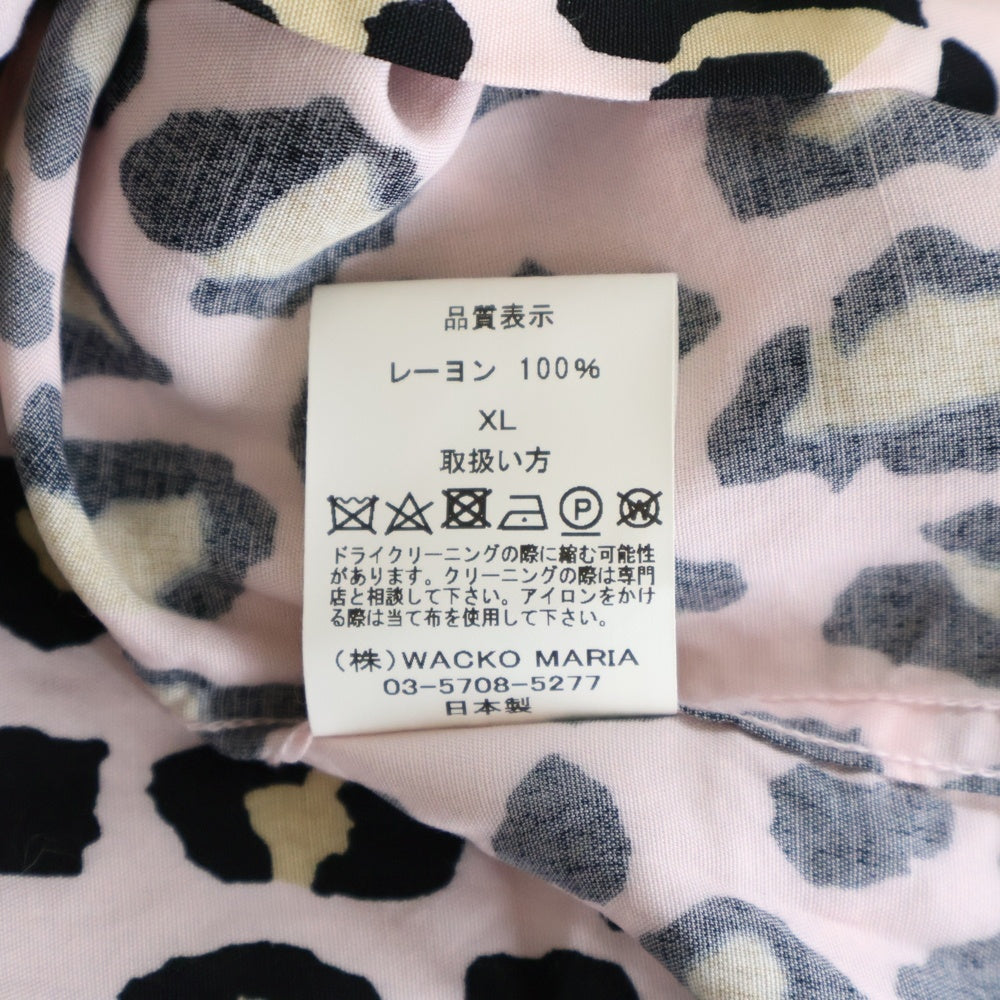 品質表示
レーヨン 100%
XL
取扱い方
P W
ドライクリーニングの際に縮む可能性
があります。クリーニングの際は専門
店と相談して下さい。アイロンをかけ
る際は当て布を使用して下さい。
(株)WACKO MARIA
03-5708-5277
日本製